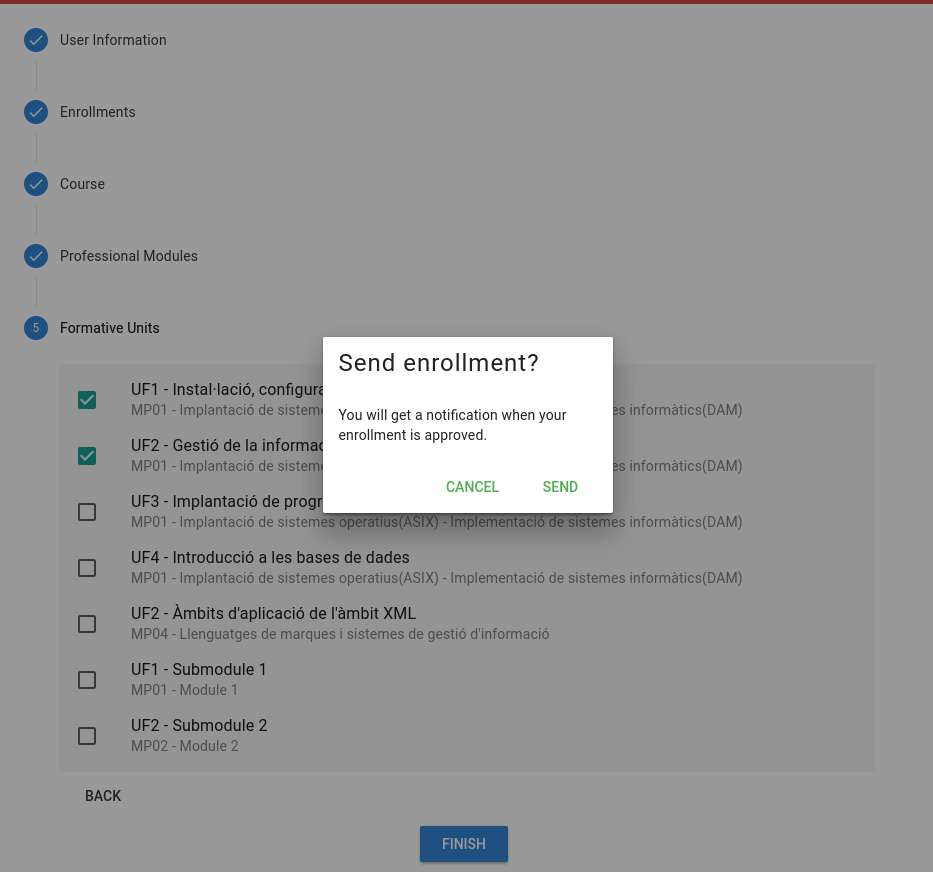 User Information
Enrollments
Course
Professional Modules
5 Formative Units
Send enrollment?
You will get a notification when your
enrollment is approved.
CANCEL SEND
UF1 - Instal·lació, configura
MP01 - Implantació de sisteme es informàtics(DAM)
UF2 - Gestió de la informac
MP01 - Implantació de sisteme es informàtics(DAM)
UF3 - Implantació de progr
MP01 - Implantació de sistemes operatius(ASIX) - Implementació de sistemes informàtics(DAM)
UF4 - Introducció a les bases de dades
MP01 - Implantació de sistemes operatius(ASIX) - Implementació de sistemes informàtics(DAM)
UF2 - Àmbits d'aplicació de l'àmbit XML
MP04 - Llenguatges de marques i sistemes de gestió d'informació
UF1 - Submodule 1
MP01 - Module 1
UF2 - Submodule 2
MP02 - Module 2
BACK
FINISH